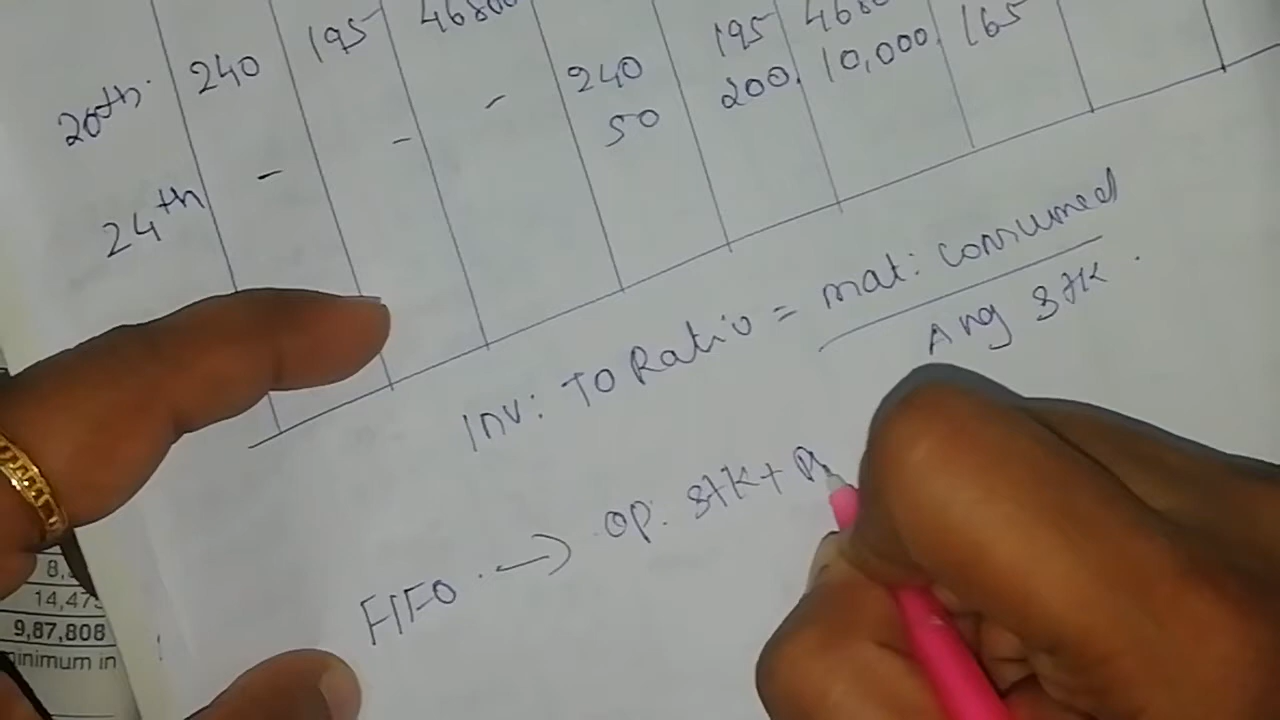 20th. 240 195 46800 - 240 195 4680
24th - - 50 200. 10,000. 165
Inv: TO Ratio = mat: consumed
Avg stk.
FIFO. → op. stk + P
8,
14,47
9,87,808
inimum in